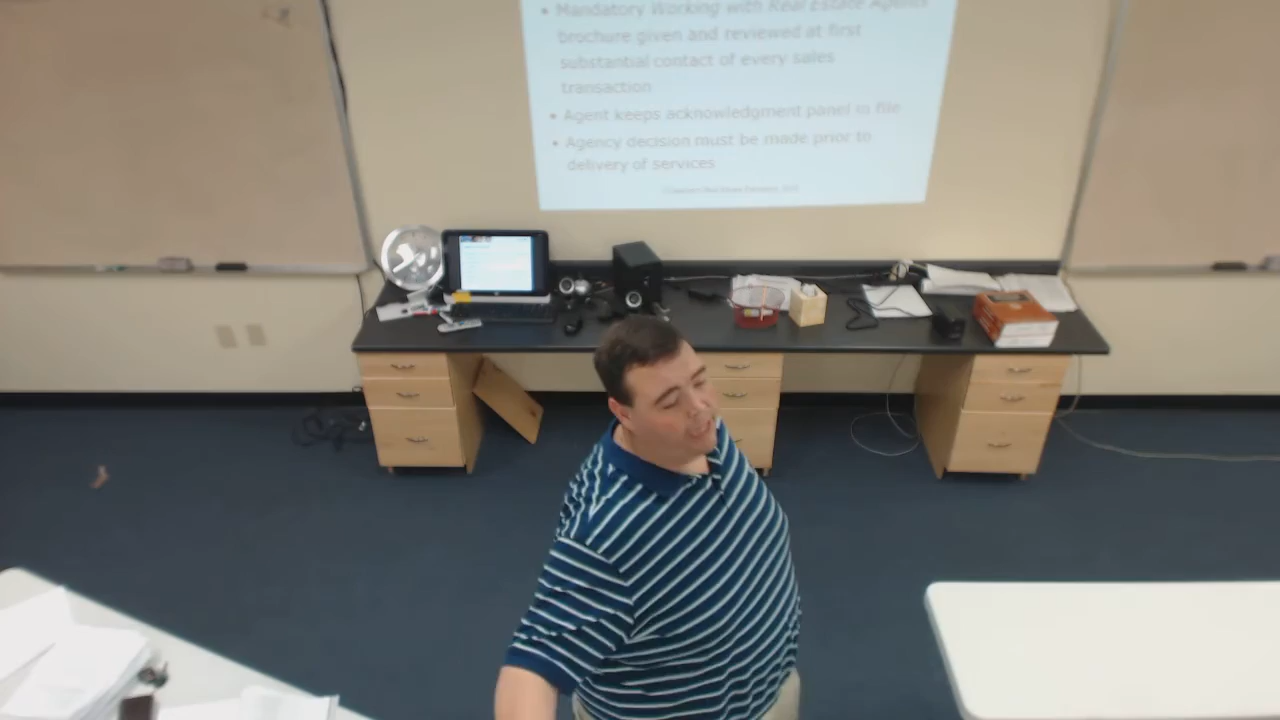 • Mandatory Working with Real Estate Agents
brochure given and reviewed at first
substantial contact of every sales
transaction
• Agent keeps acknowledgment panel in file
• Agency decision must be made prior to
delivery of services